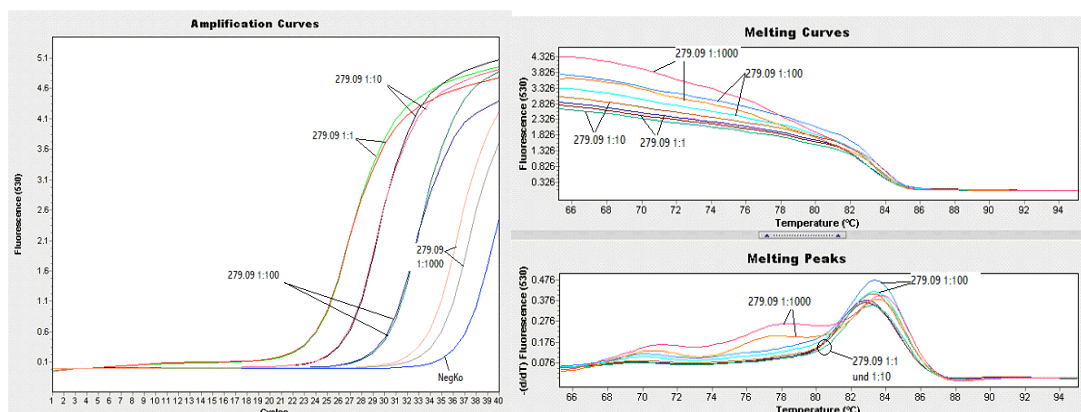 Amplification Curves
Fluorescence (530)
5.1
4.6
4.1
3.6
3.1
2.6
2.1
1.6
1.1
0.6
0.1
279.09 1:10
279.09 1:1
279.09 1:100
279.09
1:1000
NegKo
1 2 3 4 5 6 7 8 9 10 11 12 13 14 15 16 17 18 19 20 21 22 23 24 25 26 27 28 29 30 31 32 33 34 35 36 37 38 39 40
Cycles
Melting Curves
Fluorescence (530)
4.326
3.826
3.326
2.826
2.326
1.826
1.326
0.826
0.326
279.09 1:1000
279.09 1:100
279.09 1:10
279.09 1:1
66 68 70 72 74 76 78 80 82 84 86 88 90 92 94
Temperature (°C)
Melting Peaks
-(d/dT) Fluorescence (530)
0.476
0.376
0.276
0.176
0.076
279.09 1:100
279.09 1:1000
279.09 1:1
und 1:10
66 68 70 72 74 76 78 80 82 84 86 88 90 92 94
Temperature (°C)